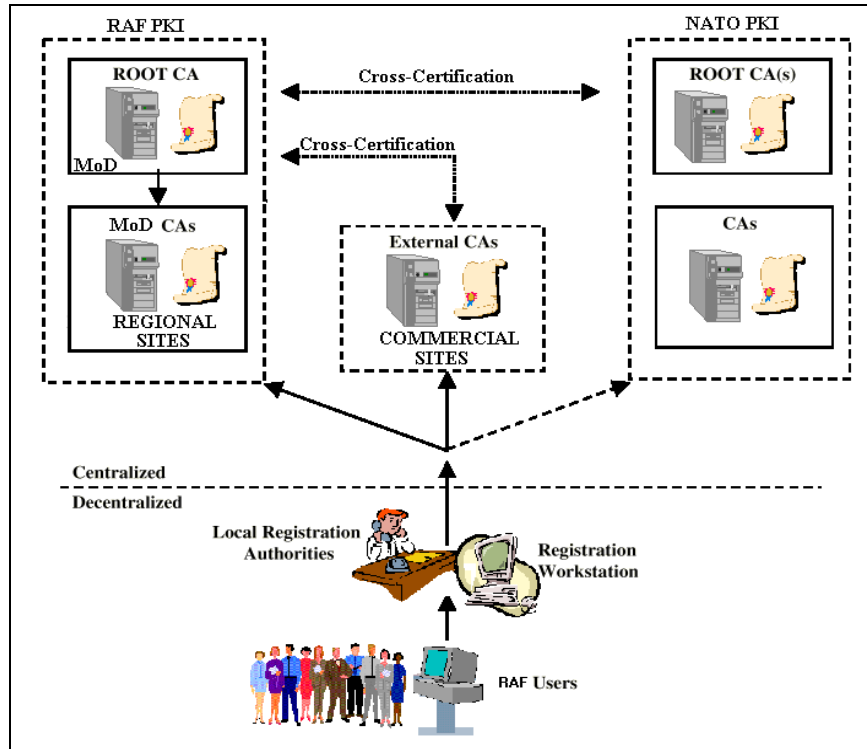 RAF PKI
NATO PKI
ROOT CA
MoD
Cross-Certification
ROOT CA(s)
Cross-Certification
MoD CAs
REGIONAL
SITES
External CAs
COMMERCIAL
SITES
CAs
Centralized
Decentralized
Local Registration
Authorities
Registration
Workstation
RAF Users